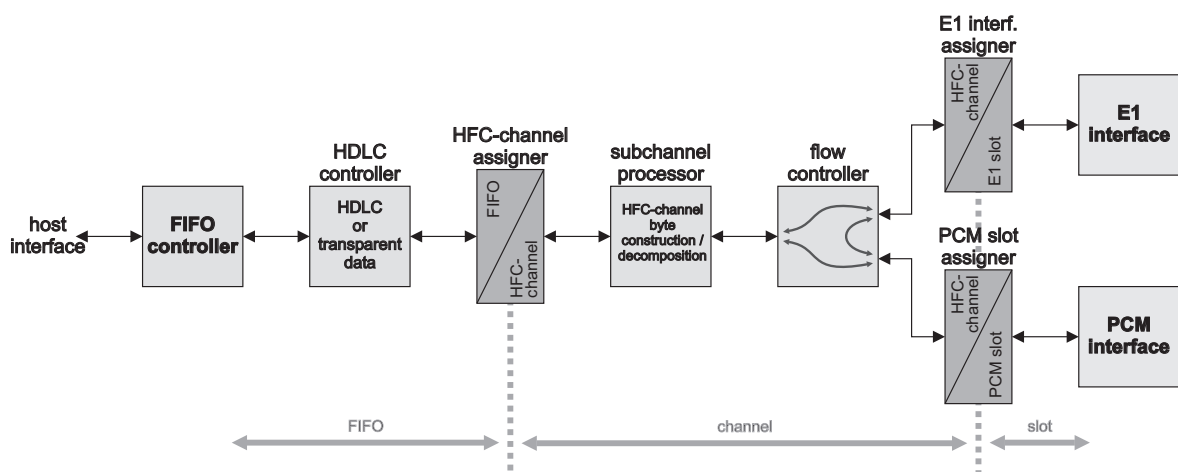 host
interface
FIFO
controller
HDLC
controller
HDLC
or
transparent
data
HFC-channel
assigner
FIFO
HFC-
channel
subchannel
processor
HFC-channel
byte
construction /
decomposition
flow
controller
E1 interf.
assigner
HFC-
channel
E1 slot
E1
interface
PCM slot
assigner
HFC-
channel
PCM slot
PCM
interface
FIFO
channel
slot